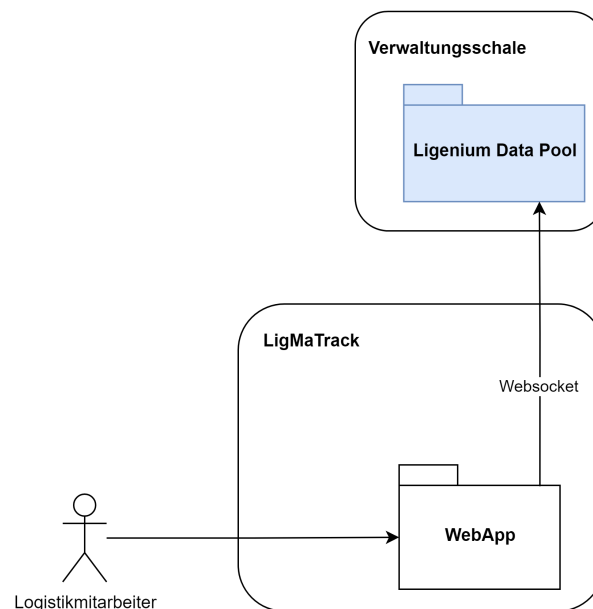 Verwaltungsschale
Ligenium Data Pool
LigMaTrack
Websocket
WebApp
Logistikmitarbeiter